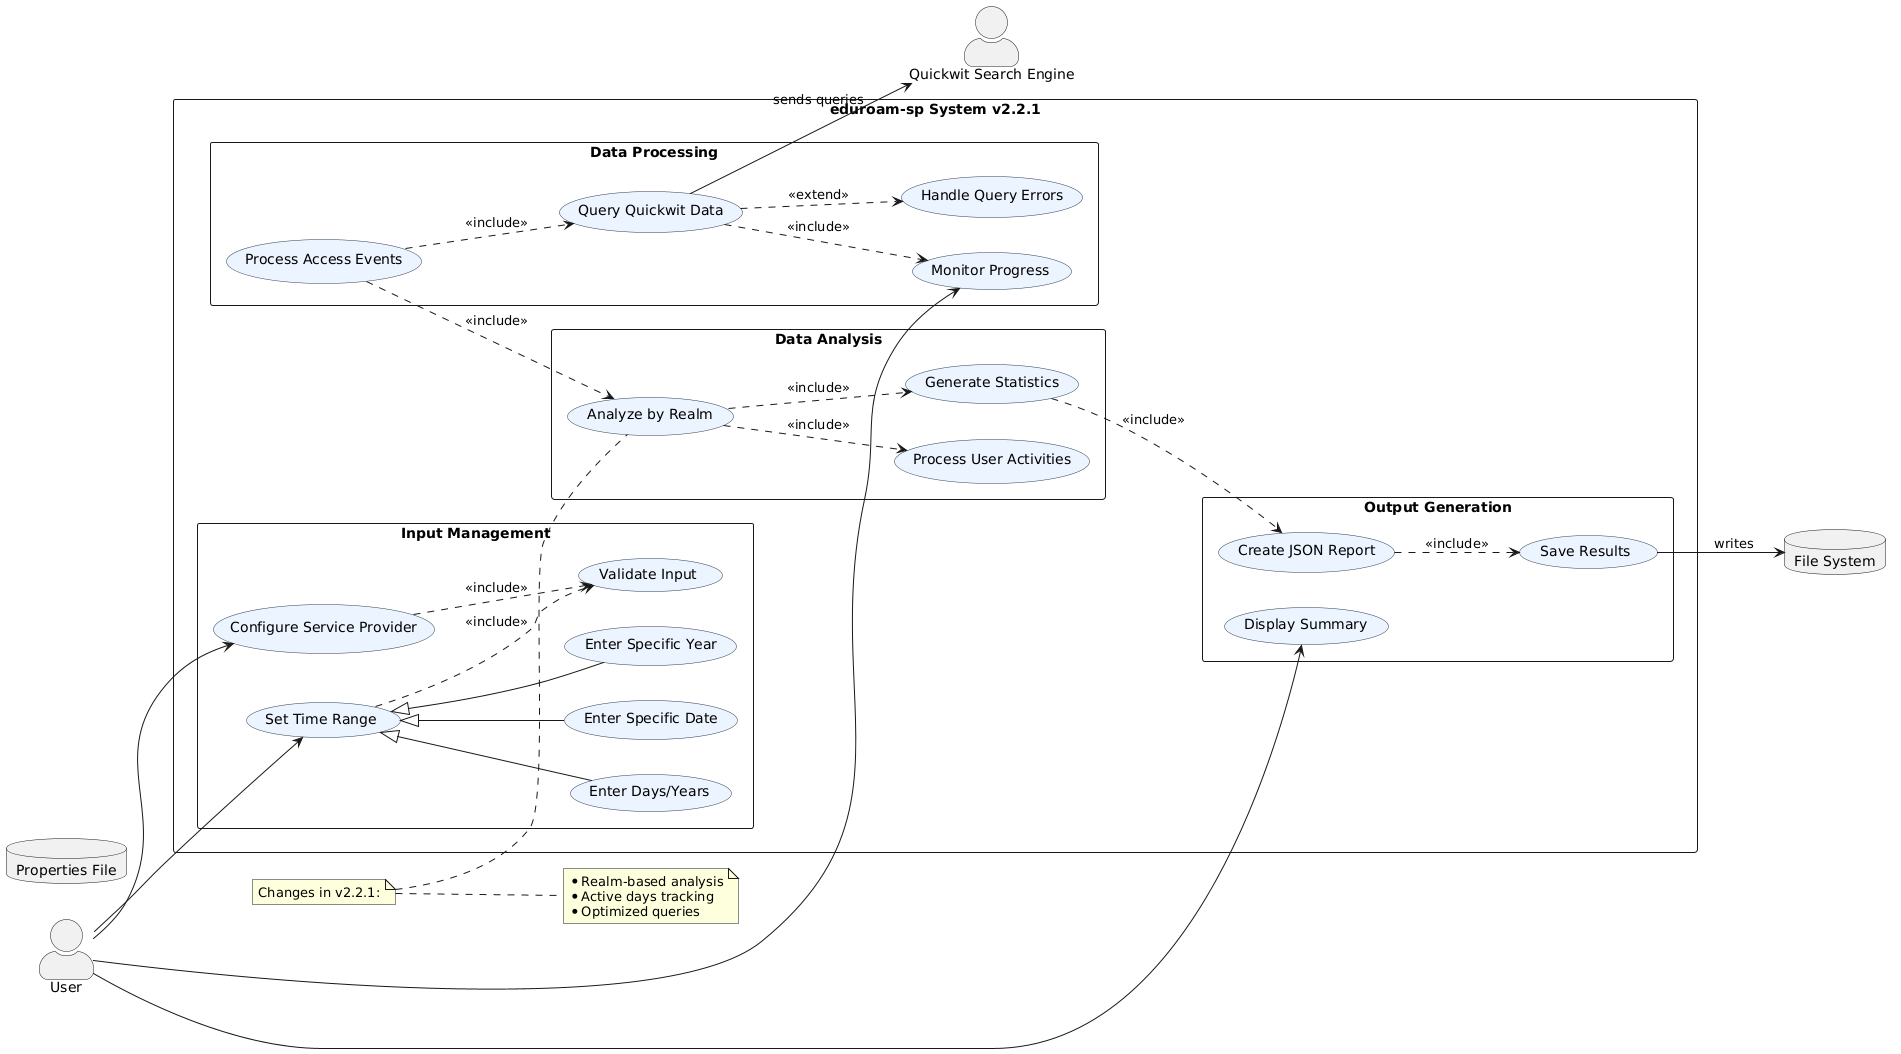 Quickwit Search Engine
sends queries
eduroam-sp System v2.2.1
Data Processing
Handle Query Errors
«extend»
Query Quickwit Data
«include»
«include»
Process Access Events
Monitor Progress
«include»
Data Analysis
Generate Statistics
«include»
Analyze by Realm
«include»
«include»
Process User Activities
Output Generation
Create JSON Report
«include»
Save Results
writes
File System
Display Summary
Input Management
Validate Input
«include»
Configure Service Provider
«include»
Enter Specific Year
Set Time Range
Enter Specific Date
Enter Days/Years
Properties File
Changes in v2.2.1:
• Realm-based analysis
• Active days tracking
• Optimized queries
User